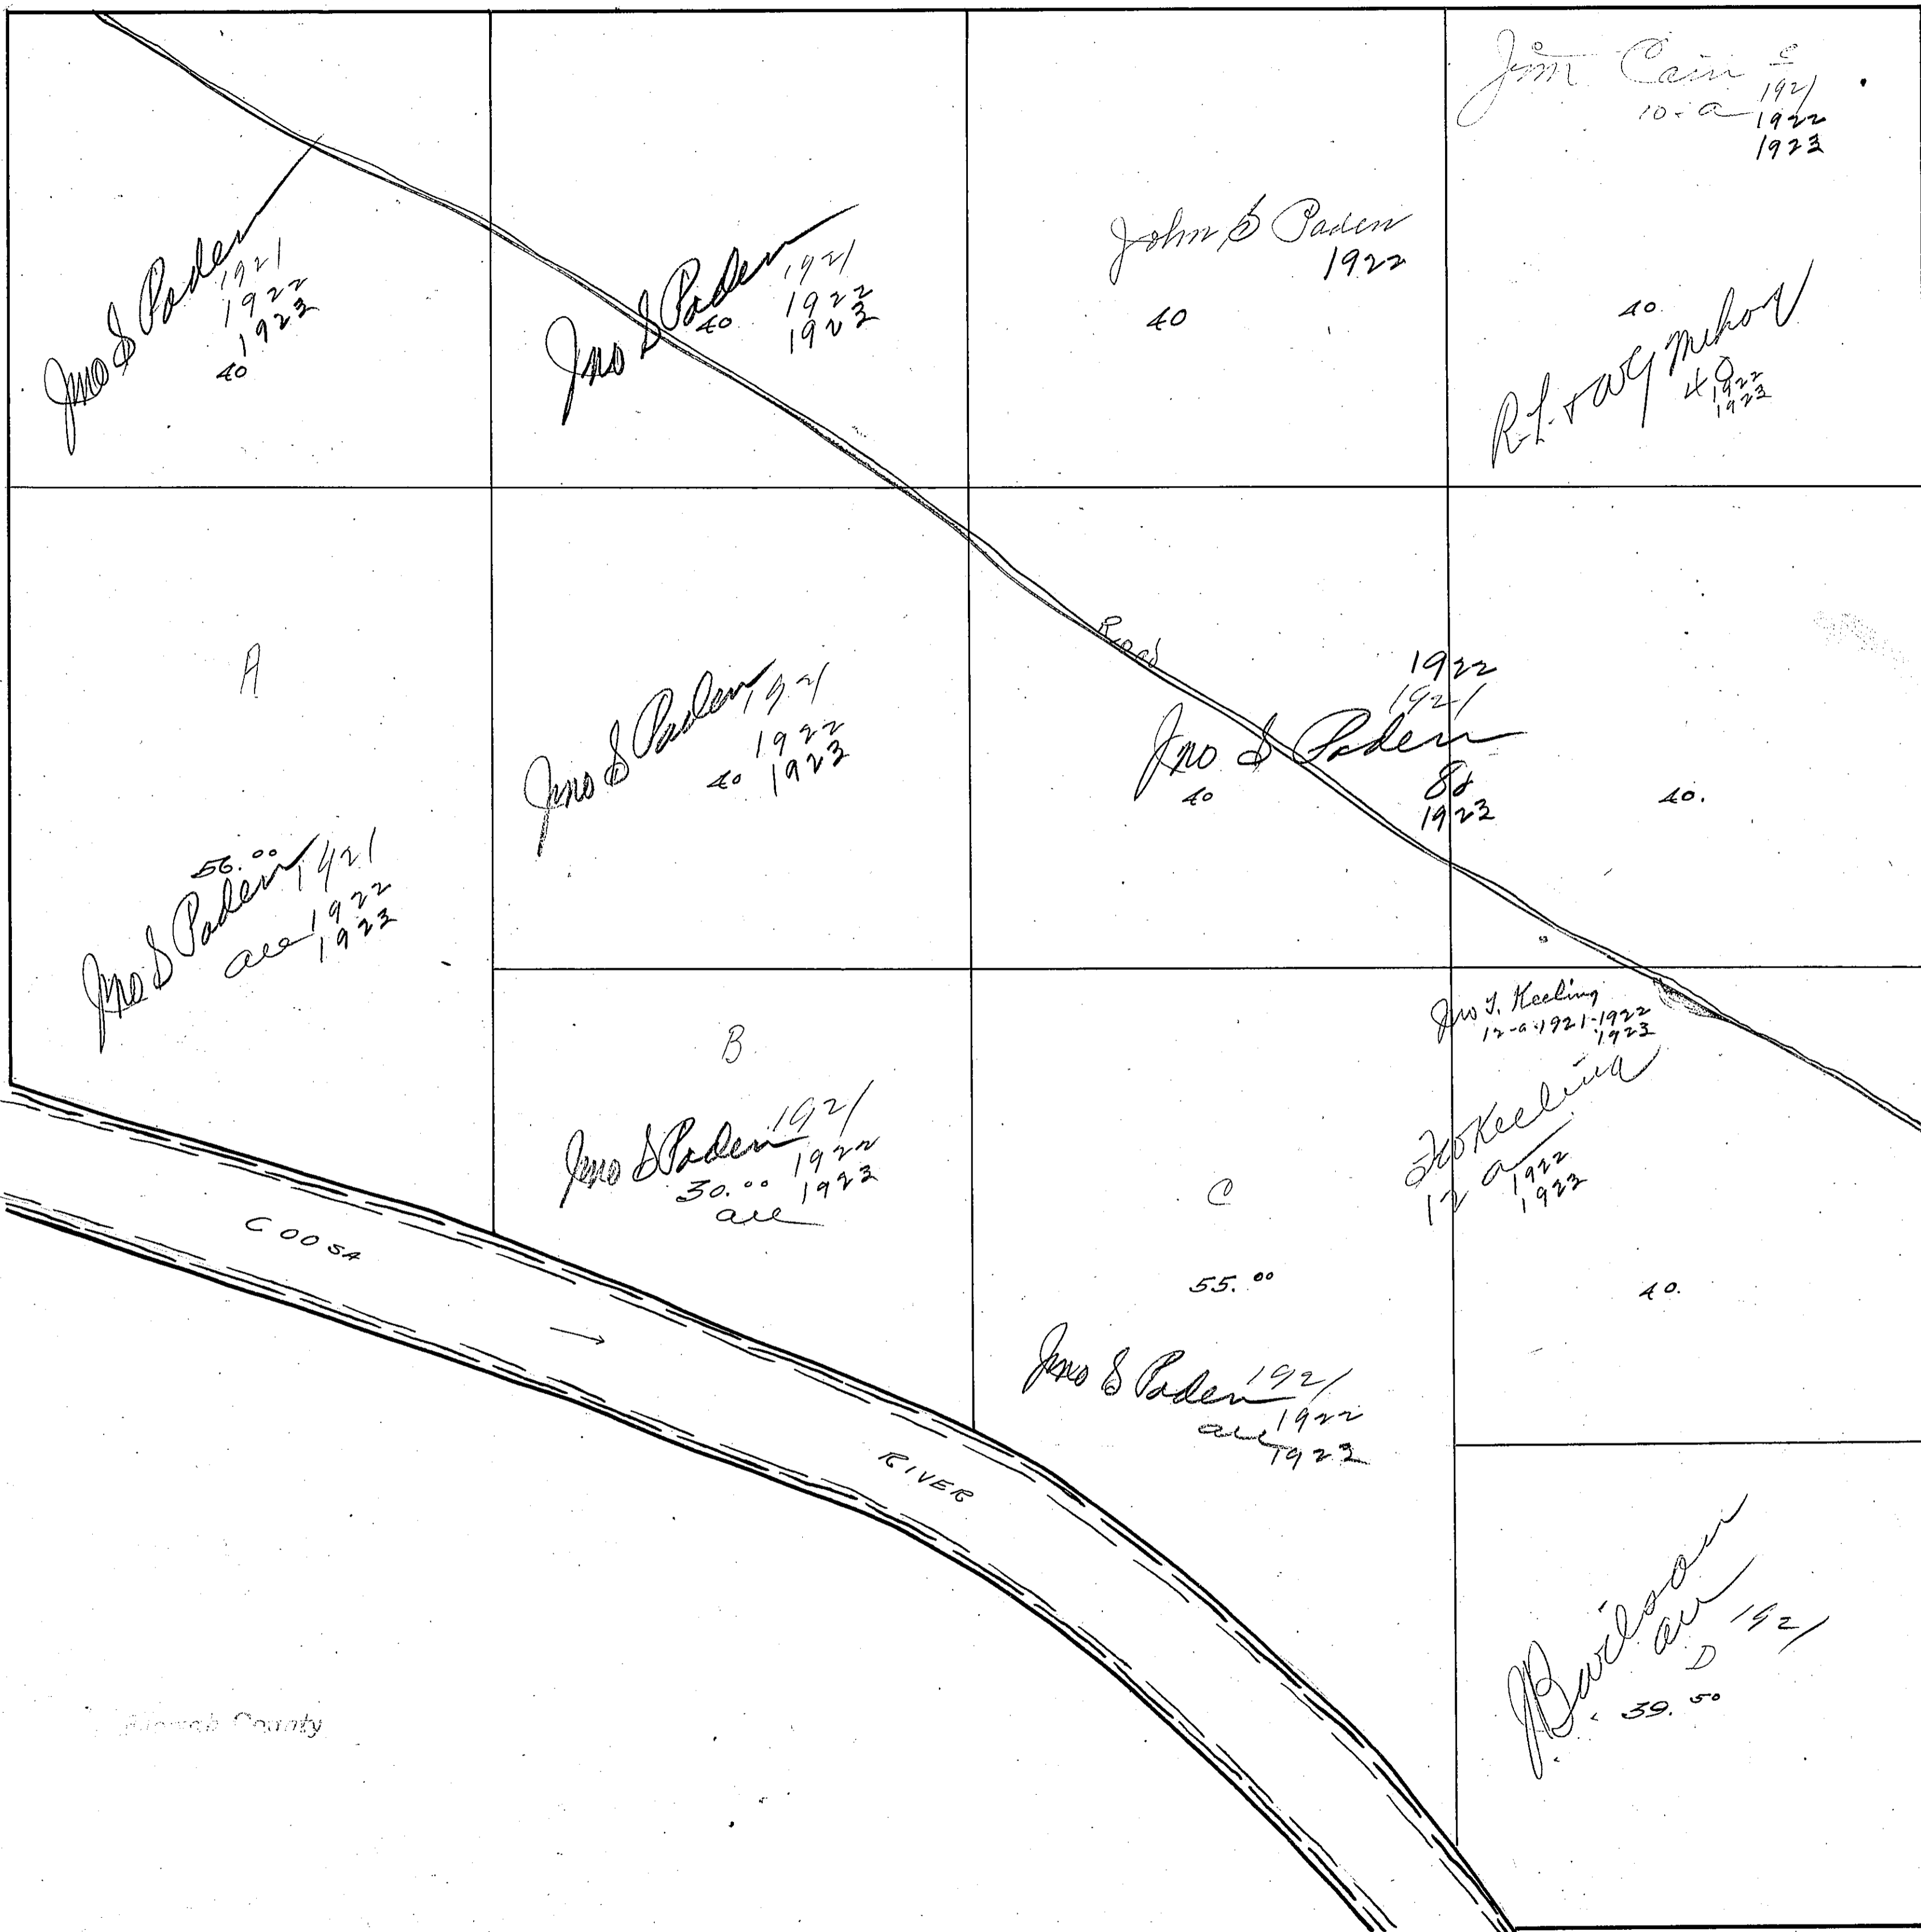 Jim Cain
10-a 1921
1922
1923
Jno S Paden
1921
1922
1923
40
Jno S Paden
40
1921
1922
1923
John S Paden
1922
40
40.
R.L. &
40
1922
1923
A
56.00
Jno S Paden 1921
all 1922
1923
Jno S Paden 1921
1922
40 1923
Road
1922
1921
Jno S Paden
40
80
1923
40.
B
Jno S Paden 1921
1922
30.00 1923
all
C
55.00
Jno S Paden 1921
all 1922
1923
Jno T. Keeling
12-a 1921-1922
1923
Keeling
12 a
1922
1923
40.
COOSA
RIVER
all
1921
D
39.50
County